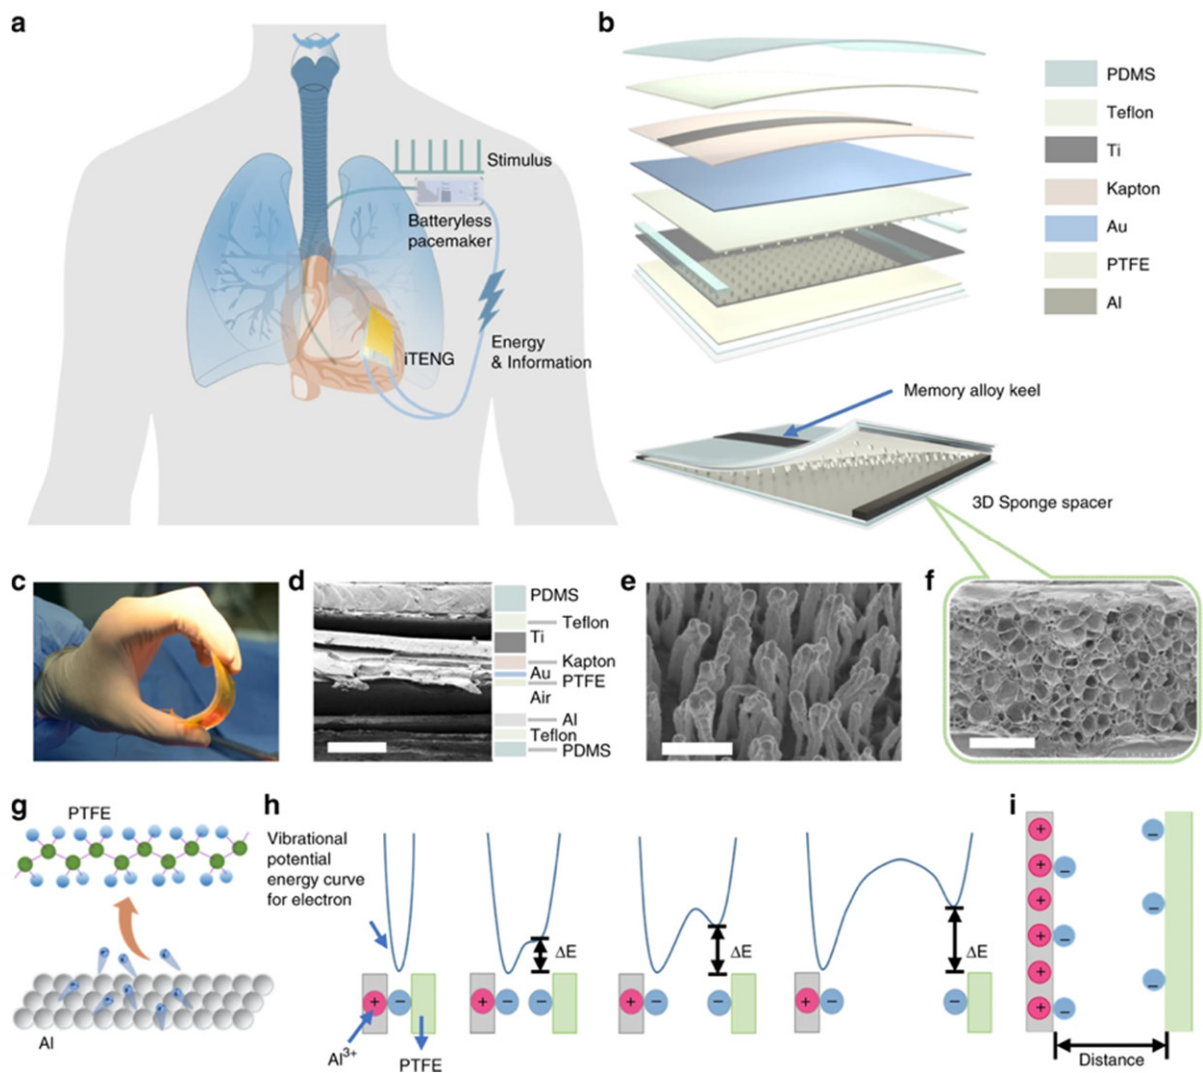 a
Stimulus
Batteryless
pacemaker
iTENG
Energy
& Information
b
PDMS
Teflon
Ti
Kapton
Au
PTFE
Al
Memory alloy keel
3D Sponge spacer
c
d
PDMS
Teflon
Ti
Kapton
Au
PTFE
Air
Al
Teflon
PDMS
e
f
g
PTFE
Al
h
Vibrational
potential
energy curve
for electron
ΔE
ΔE
ΔE
+ − + − − + − − + − −
Al³⁺
PTFE
i
+ −
+ −
+ −
+ −
+ −
+ −
Distance